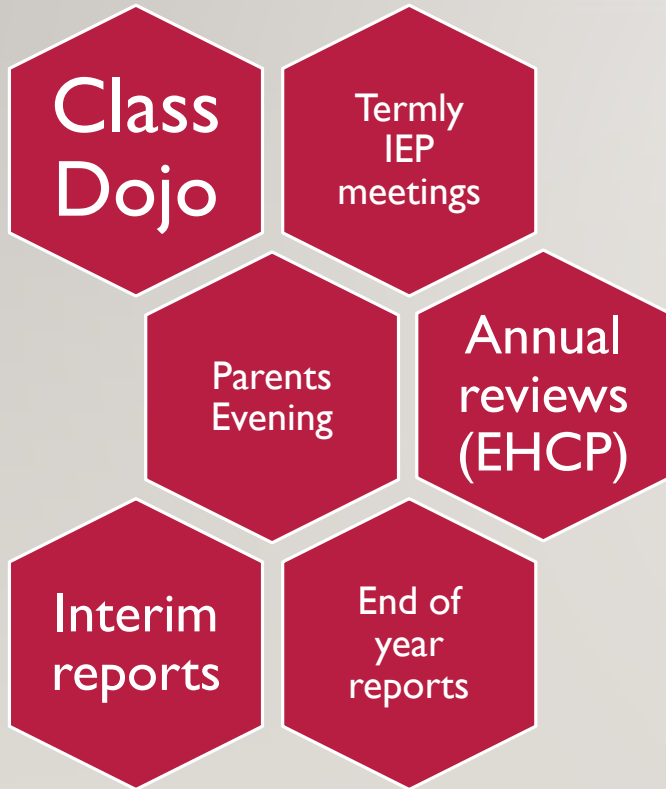 Class
Dojo
Termly
IEP
meetings
Parents
Evening
Annual
reviews
(EHCP)
Interim
reports
End of
year
reports